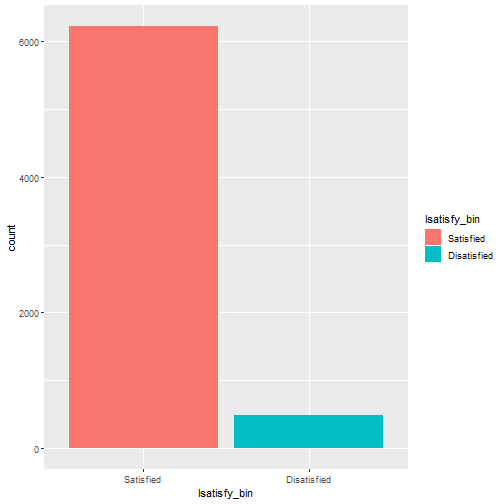 6000
4000
2000
0
count
Satisfied
Disatisfied
lsatisfy_bin
lsatisfy_bin
Satisfied
Disatisfied